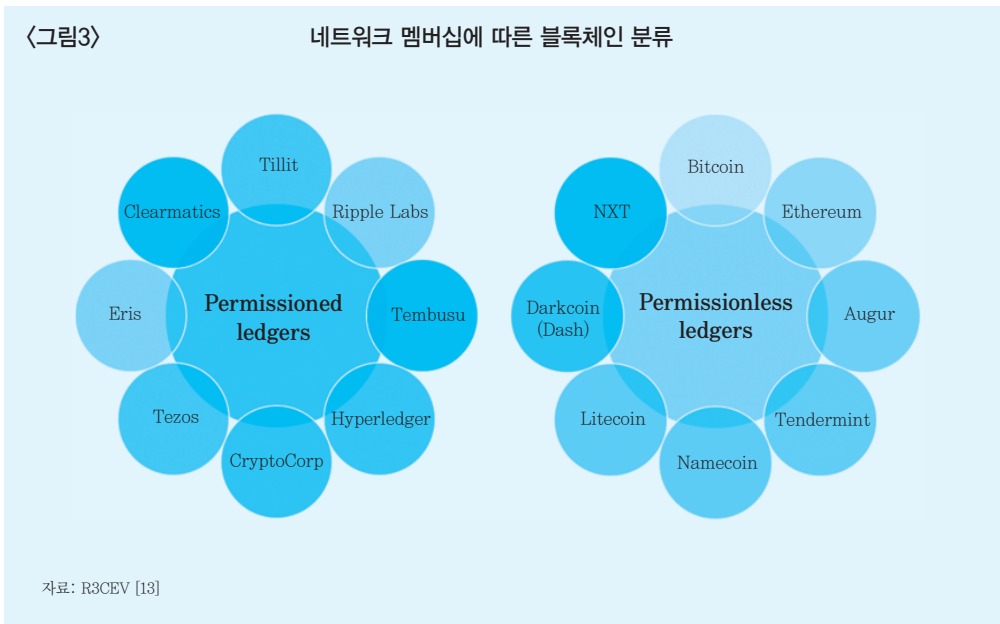 〈그림3〉
네트워크 멤버십에 따른 블록체인 분류
Tillit
Clearmatics
Ripple Labs
Eris
Permissioned
ledgers
Tembusu
Tezos
Hyperledger
CryptoCorp
Bitcoin
NXT
Ethereum
Darkcoin
(Dash)
Permissionless
ledgers
Augur
Litecoin
Tendermint
Namecoin
자료: R3CEV [13]